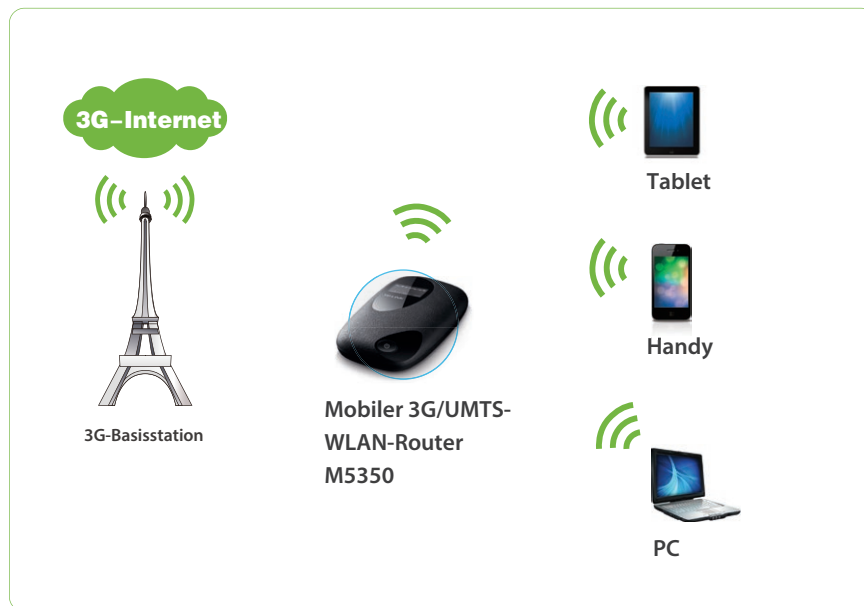 3G–Internet
3G-Basisstation
Mobiler 3G/UMTS-
WLAN-Router
M5350
Tablet
Handy
PC